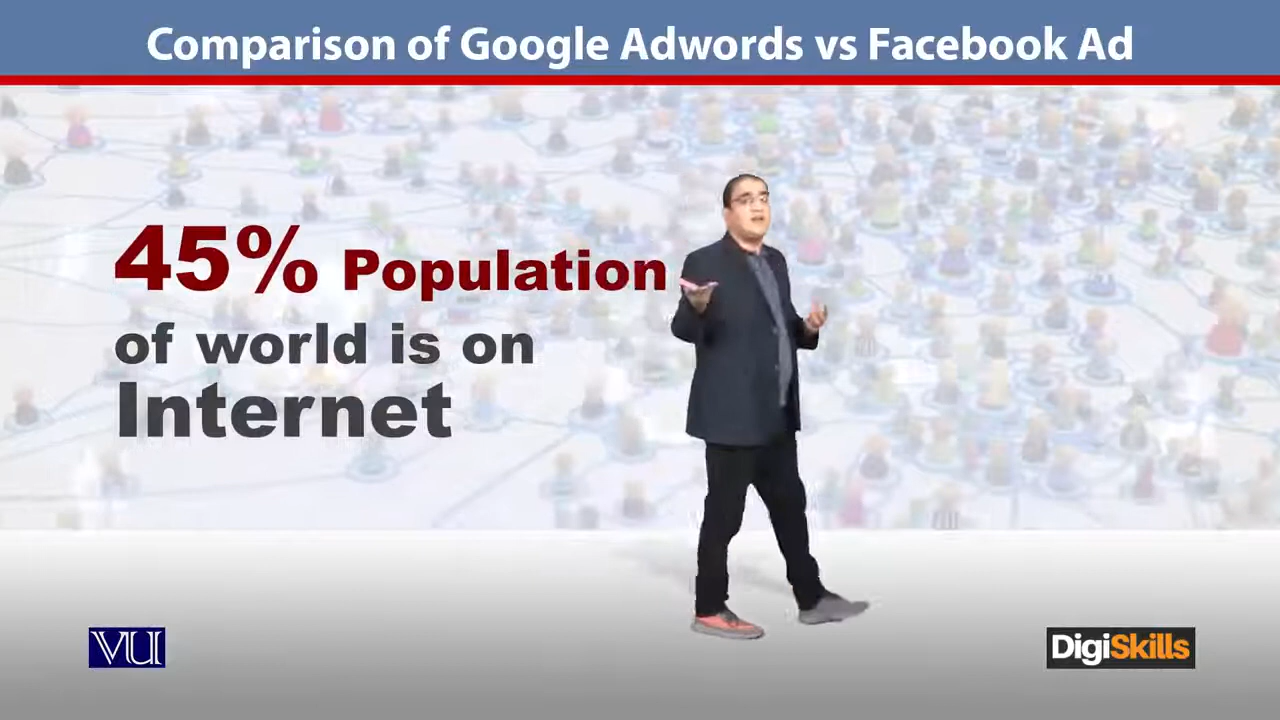 Comparison of Google Adwords vs Facebook Ad
45% Population
of world is on
Internet
VU
DigiSkills